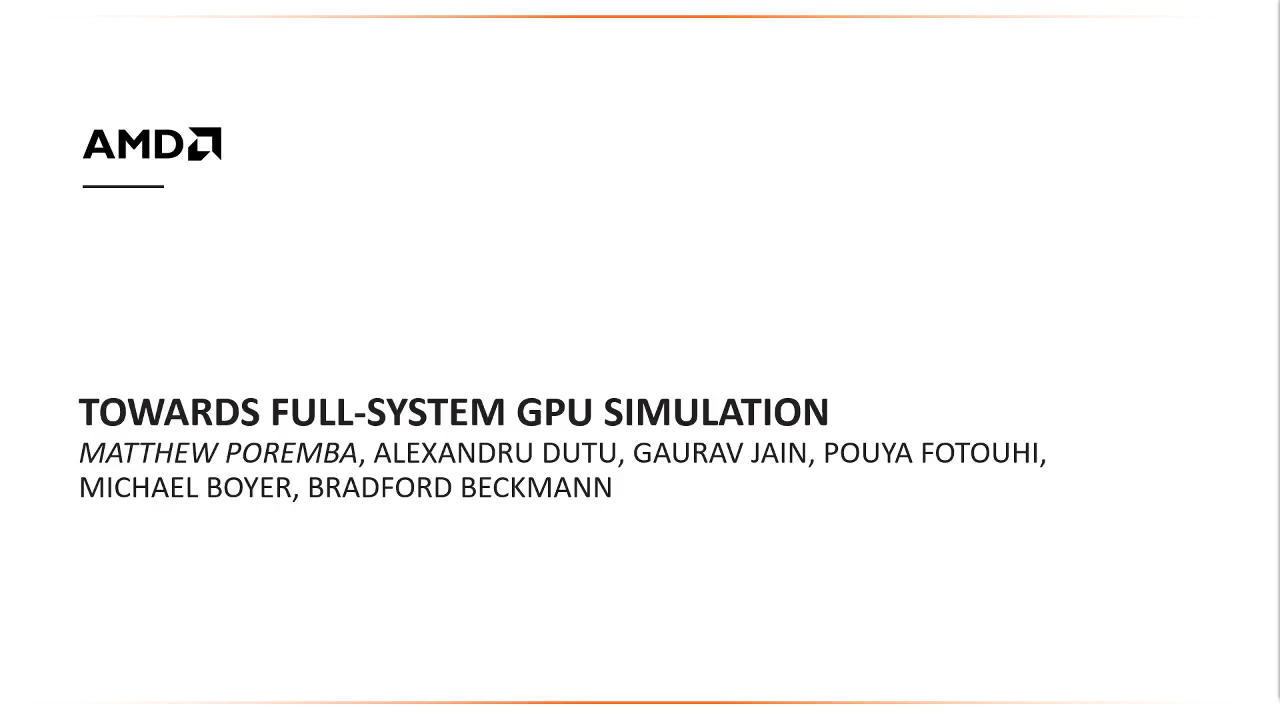 AMD
TOWARDS FULL-SYSTEM GPU SIMULATION
MATTHEW POREMBA, ALEXANDRU DUTU, GAURAV JAIN, POUYA FOTOUHI,
MICHAEL BOYER, BRADFORD BECKMANN